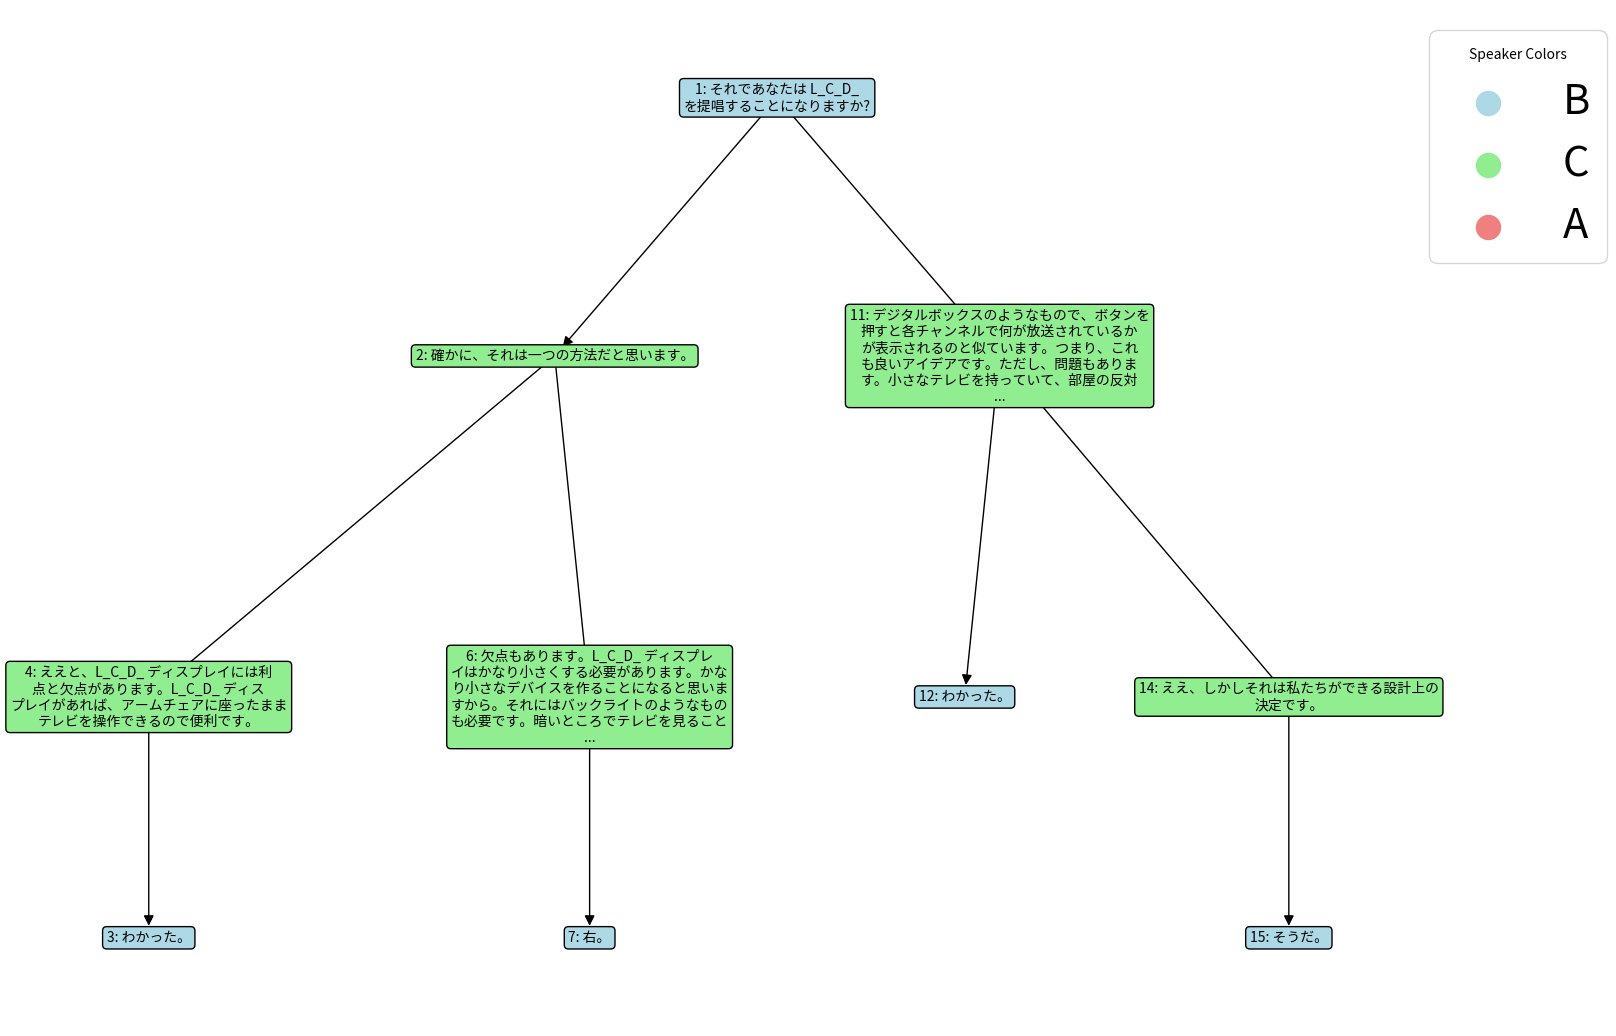 Speaker Colors
B
C
A
1: それであなたは L_C_D_
を提唱することになりますか?
2: 確かに、それは一つの方法だと思います。
11: デジタルボックスのようなもので、ボタンを
押すと各チャンネルで何が放送されているか
が表示されるのと似ています。つまり、これ
も良いアイデアです。ただし、問題もありま
す。小さなテレビを持っていて、部屋の反対
...
4: ええと、L_C_D_ ディスプレイには利
点と欠点があります。L_C_D_ ディス
プレイがあれば、アームチェアに座ったまま
テレビを操作できるので便利です。
6: 欠点もあります。L_C_D_ ディスプレ
イはかなり小さくする必要があります。かな
り小さなデバイスを作ることになると思いま
すから。それにはバックライトのようなもの
も必要です。暗いところでテレビを見ること
...
12: わかった。
14: ええ、しかしそれは私たちができる設計上の
決定です。
3: わかった。
7: 右。
15: そうだ。